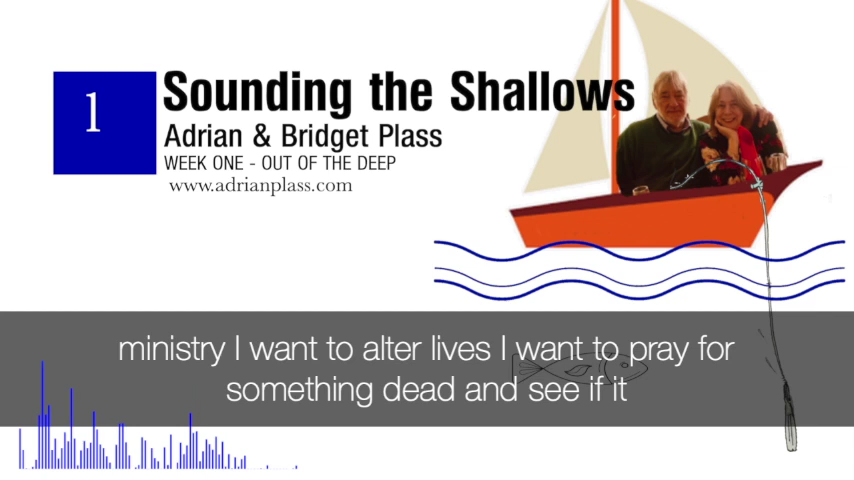 1
Sounding the Shallows
Adrian & Bridget Plass
WEEK ONE - OUT OF THE DEEP
www.adrianplass.com
ministry I want to alter lives I want to pray for
something dead and see if it